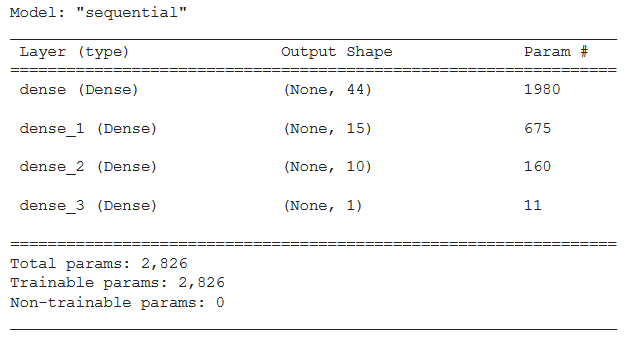 Model: "sequential"
Layer (type) Output Shape Param #
dense (Dense) (None, 44) 1980
dense_1 (Dense) (None, 15) 675
dense_2 (Dense) (None, 10) 160
dense_3 (Dense) (None, 1) 11
Total params: 2,826
Trainable params: 2,826
Non-trainable params: 0